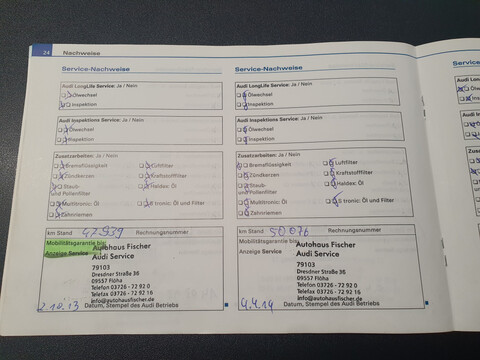 24 Nachweise
Service-Nachweise
Audi LongLife Service: Ja / Nein
Ölwechsel
Inspektion
Audi Inspektions Service: Ja / Nein
Ölwechsel
Inspektion
Zusatzarbeiten: Ja / Nein
Bremsflüssigkeit Luftfilter
Zündkerzen Kraftstofffilter
Staub- Haldex: Öl
und Pollenfilter
Multitronic: Öl S tronic: Öl und Filter
Zahnriemen
km Stand 42.939 Rechnungsnummer
Mobilitätsgarantie bis:
Autohaus Fischer
Anzeige Service Audi Service
79103
Dresdner Straße 36
09557 Flöha
Telefon 03726 - 72 92 0
Telefax 03726 - 72 92 16
info@autohausfischer.de
2.10.13 Datum, Stempel des Audi Betriebs
Service-Nachweise
Audi LongLife Service: Ja / Nein
Ölwechsel
Inspektion
Audi Inspektions Service: Ja / Nein
Ölwechsel
Inspektion
Zusatzarbeiten: Ja / Nein
Bremsflüssigkeit Luftfilter
Zündkerzen Kraftstofffilter
Staub- Haldex: Öl
und Pollenfilter
Multitronic: Öl S tronic: Öl und Filter
Zahnriemen
km Stand 50076 Rechnungsnummer
Mobilitätsgarantie bis:
Autohaus Fischer
Anzeige Service Audi Service
79103
Dresdner Straße 36
09557 Flöha
Telefon 03726 - 72 92 0
Telefax 03726 - 72 92 16
info@autohausfischer.de
4.4.14 Datum, Stempel des Audi Betriebs